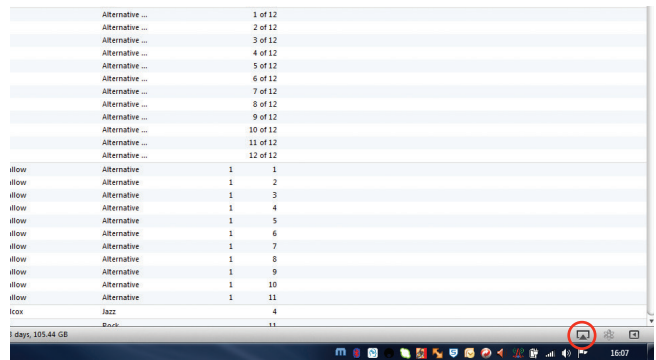 Alternative ... 1 of 12
Alternative ... 2 of 12
Alternative ... 3 of 12
Alternative ... 4 of 12
Alternative ... 5 of 12
Alternative ... 6 of 12
Alternative ... 7 of 12
Alternative ... 8 of 12
Alternative ... 9 of 12
Alternative ... 10 of 12
Alternative ... 11 of 12
Alternative ... 12 of 12
llow Alternative 1 1
llow Alternative 1 2
llow Alternative 1 3
llow Alternative 1 4
llow Alternative 1 5
llow Alternative 1 6
llow Alternative 1 7
llow Alternative 1 8
llow Alternative 1 9
llow Alternative 1 10
llow Alternative 1 11
lcox Jazz 4
Rock 11
days, 105.44 GB
16:07